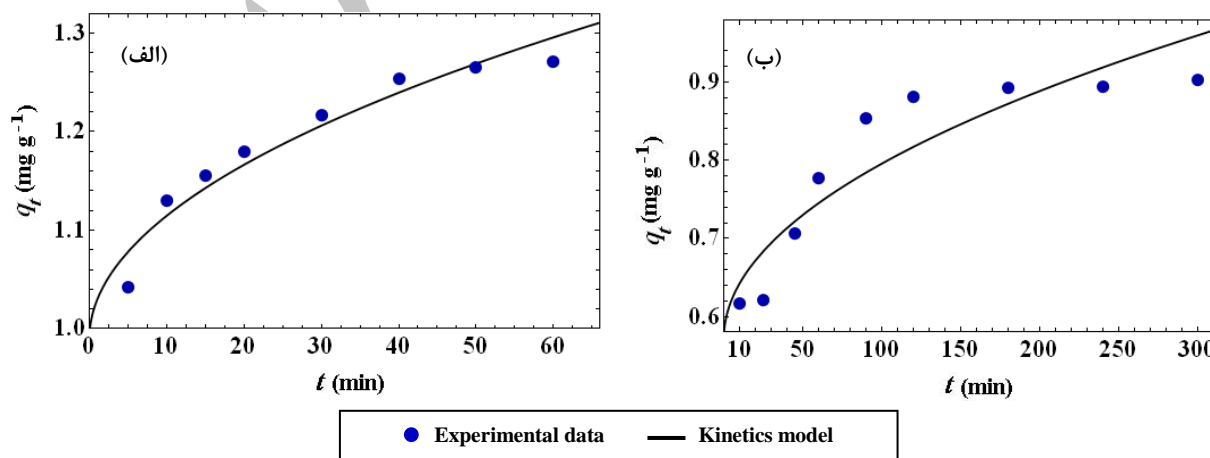 (الف)
1.3
1.2
1.1
1.0
q_t (mg g⁻¹)
0 10 20 30 40 50 60
t (min)
(ب)
0.9
0.8
0.7
0.6
q_t (mg g⁻¹)
10 50 100 150 200 250 300
t (min)
Experimental data Kinetics model